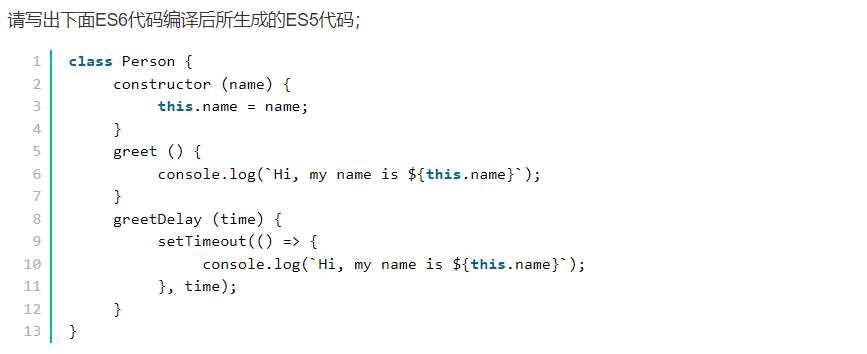 请写出下面ES6代码编译后所生成的ES5代码；
1 class Person {
2 constructor (name) {
3 this.name = name;
4 }
5 greet () {
6 console.log(`Hi, my name is ${this.name}`);
7 }
8 greetDelay (time) {
9 setTimeout(() => {
10 console.log(`Hi, my name is ${this.name}`);
11 }, time);
12 }
13 }